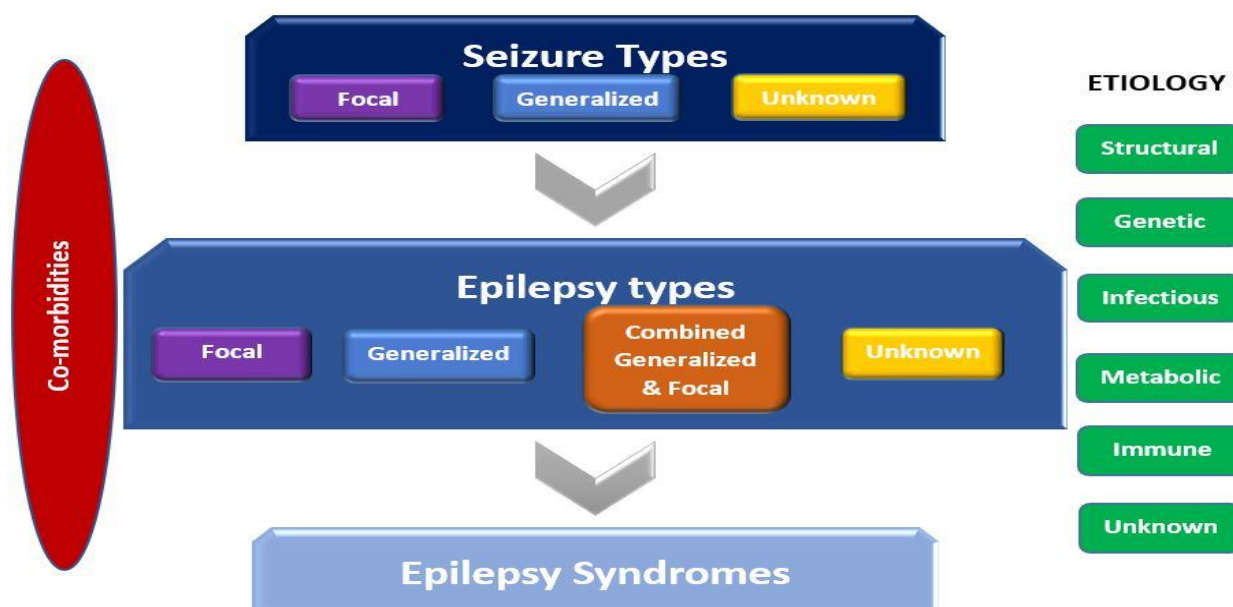 Seizure Types
Focal
Generalized
Unknown
Co-morbidities
Epilepsy types
Focal
Generalized
Combined
Generalized
& Focal
Unknown
Epilepsy Syndromes
ETIOLOGY
Structural
Genetic
Infectious
Metabolic
Immune
Unknown